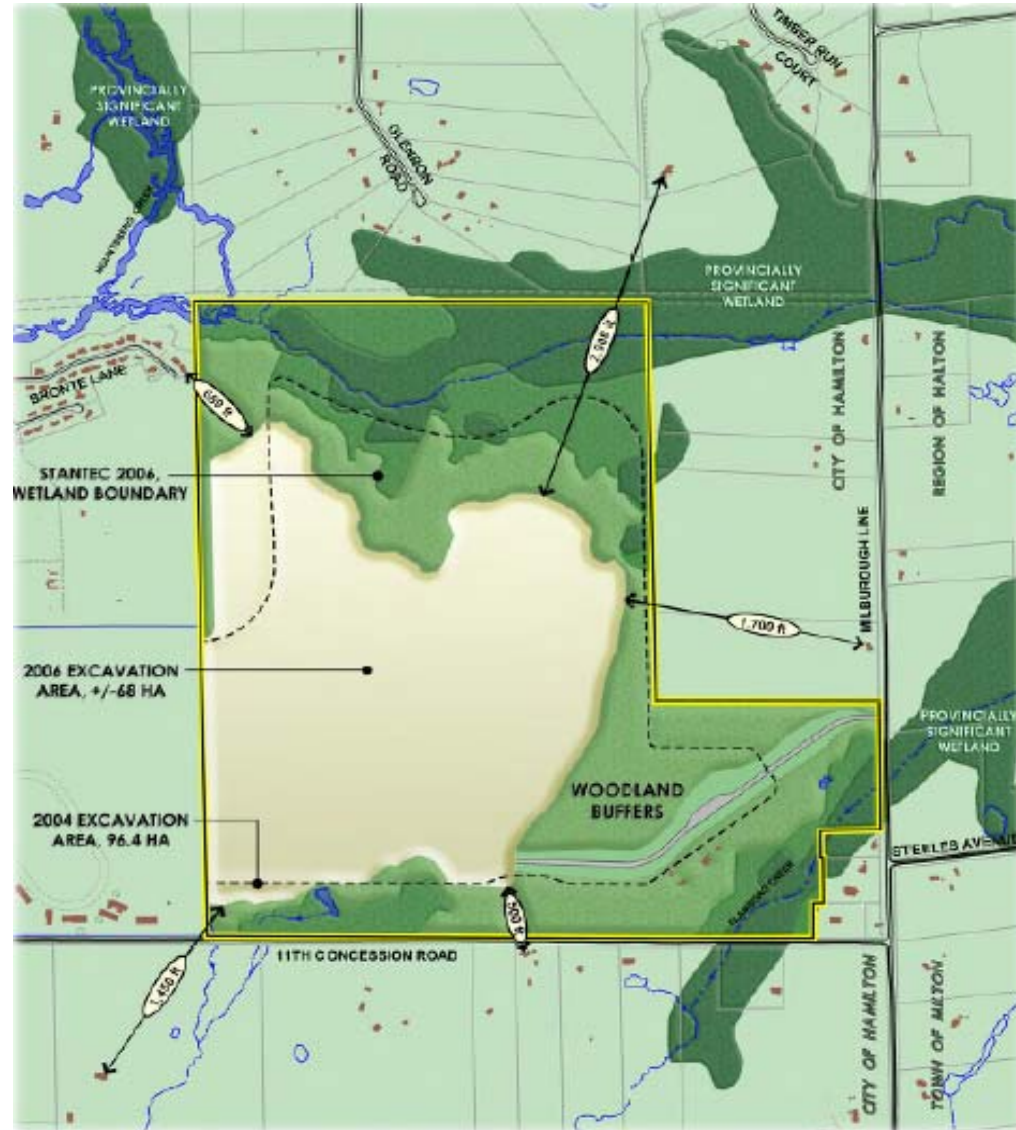 TIMBER RUN
COURT
PROVINCIALLY
SIGNIFICANT
WETLAND
GLENRON
ROAD
PROVINCIALLY
SIGNIFICANT
WETLAND
2,908 ft
BRONTE LANE
650 ft
CITY OF HAMILTON
REGION OF HALTON
STANTEC 2006,
WETLAND BOUNDARY
MILBUROUGH LINE
1,700 ft
2006 EXCAVATION
AREA, +/-68 HA
PROVINCIALLY
SIGNIFICANT
WETLAND
WOODLAND
BUFFERS
2004 EXCAVATION
AREA, 96.4 HA
STEELES AVENUE
500 ft
11TH CONCESSION ROAD
1,450 ft
CITY OF HAMILTON
TOWN OF MILTON